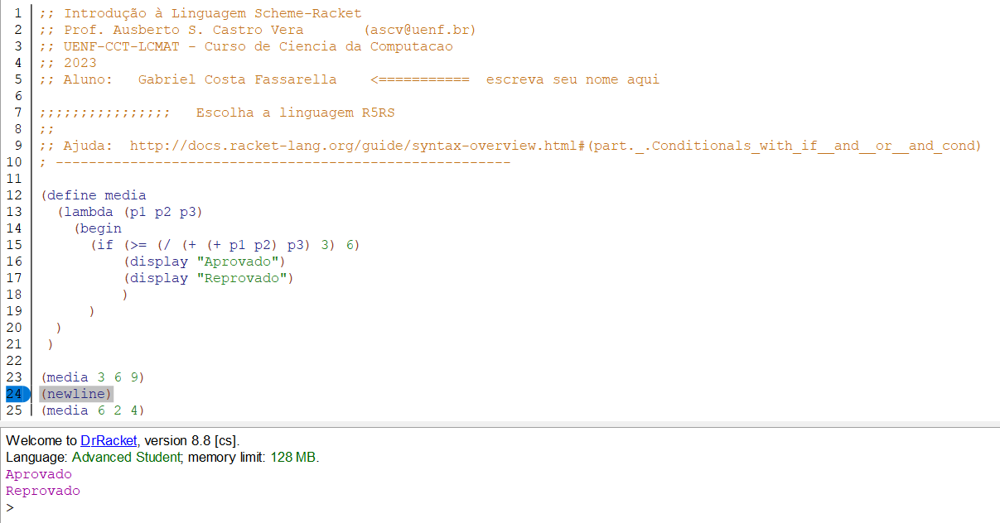 1 ;; Introdução à Linguagem Scheme-Racket
2 ;; Prof. Ausberto S. Castro Vera (ascv@uenf.br)
3 ;; UENF-CCT-LCMAT - Curso de Ciencia da Computacao
4 ;; 2023
5 ;; Aluno: Gabriel Costa Fassarella <=========== escreva seu nome aqui
6
7 ;;;;;;;;;;;;;;;; Escolha a linguagem R5RS
8 ;;
9 ;; Ajuda: http://docs.racket-lang.org/guide/syntax-overview.html#(part._.Conditionals_with_if__and__or__and_cond)
10 ; -------------------------------------------------------
11
12 (define media
13 (lambda (p1 p2 p3)
14 (begin
15 (if (>= (/ (+ (+ p1 p2) p3) 3) 6)
16 (display "Aprovado")
17 (display "Reprovado")
18 )
19 )
20 )
21 )
22
23 (media 3 6 9)
24 (newline)
25 (media 6 2 4)
Welcome to DrRacket, version 8.8 [cs].
Language: Advanced Student; memory limit: 128 MB.
Aprovado
Reprovado
>